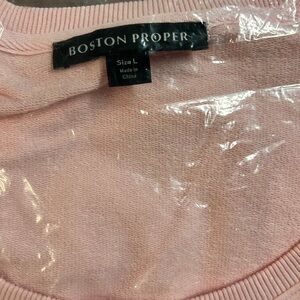 BOSTON PROPER
Size L
Made in
China